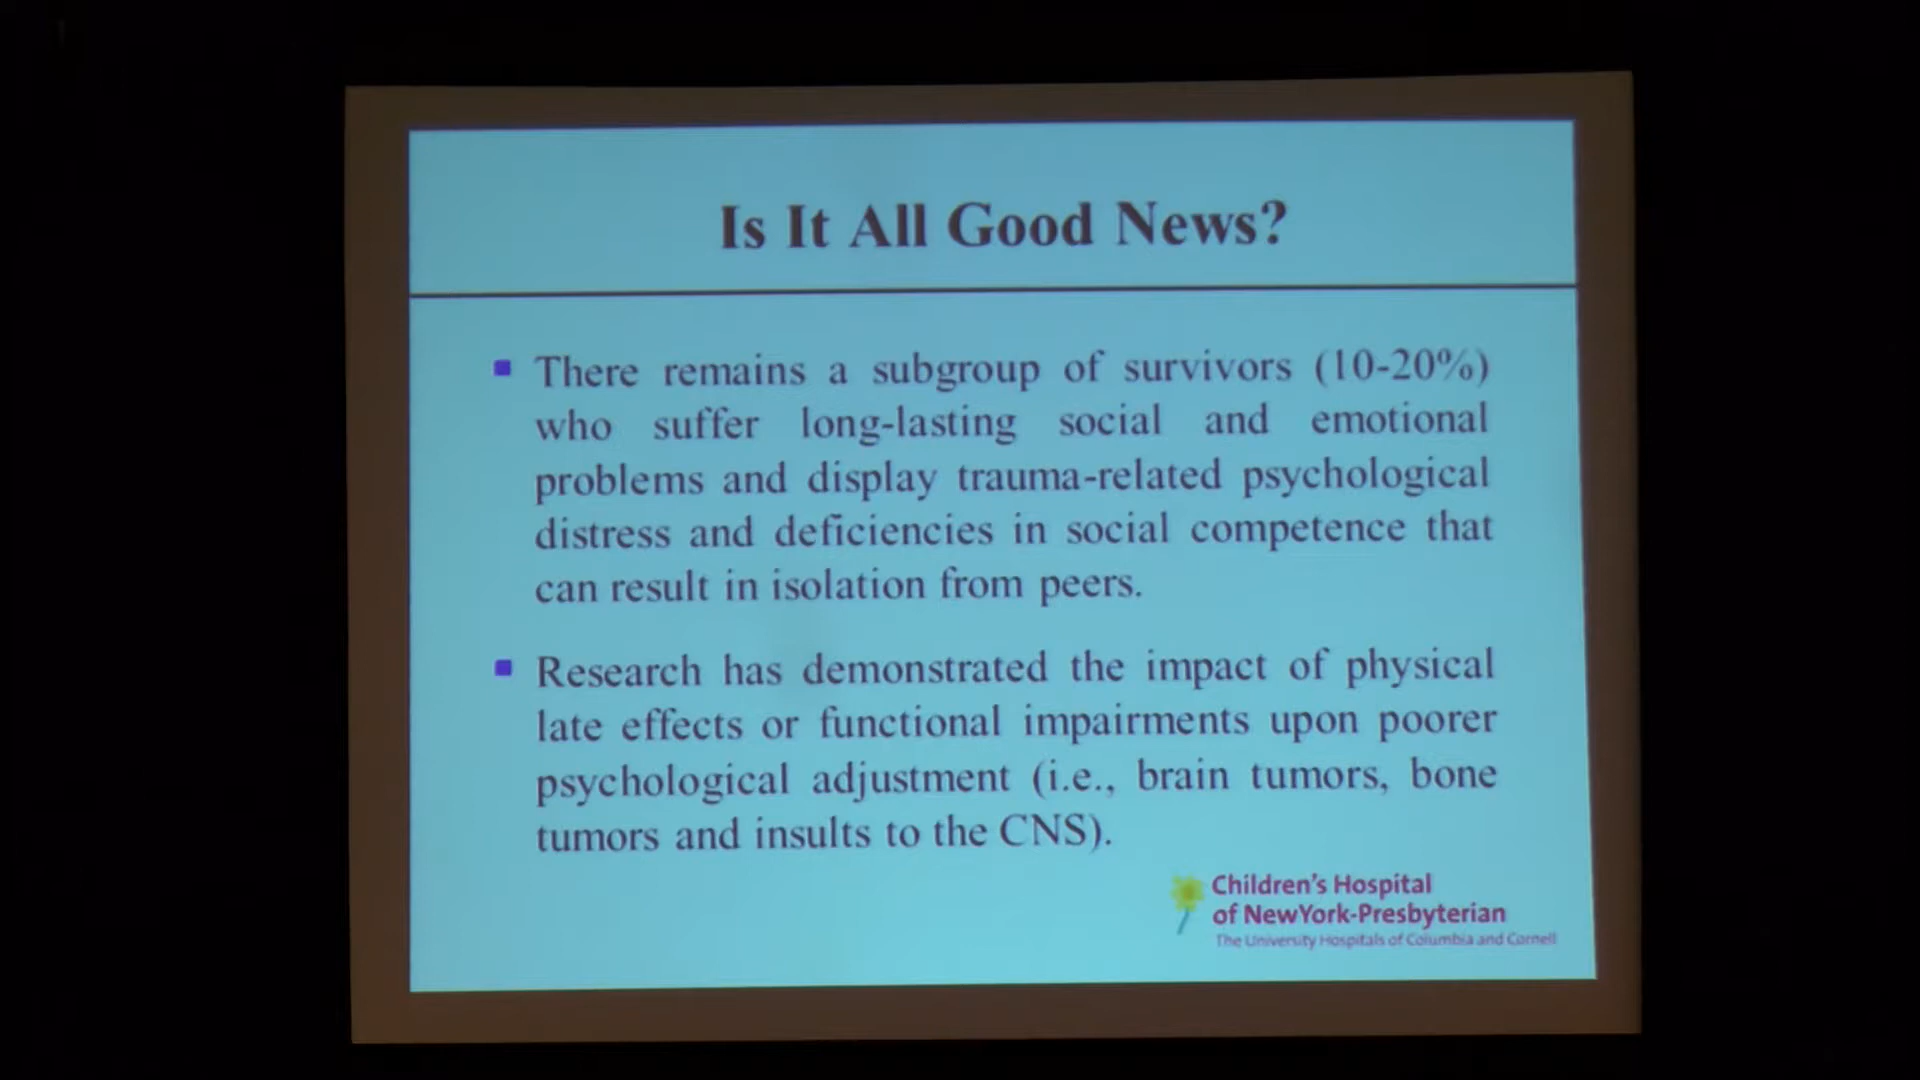 Is It All Good News?
There remains a subgroup of survivors (10-20%)
who suffer long-lasting social and emotional
problems and display trauma-related psychological
distress and deficiencies in social competence that
can result in isolation from peers.
Research has demonstrated the impact of physical
late effects or functional impairments upon poorer
psychological adjustment (i.e., brain tumors, bone
tumors and insults to the CNS).
Children's Hospital
of NewYork-Presbyterian
The University Hospitals of Columbia and Cornell